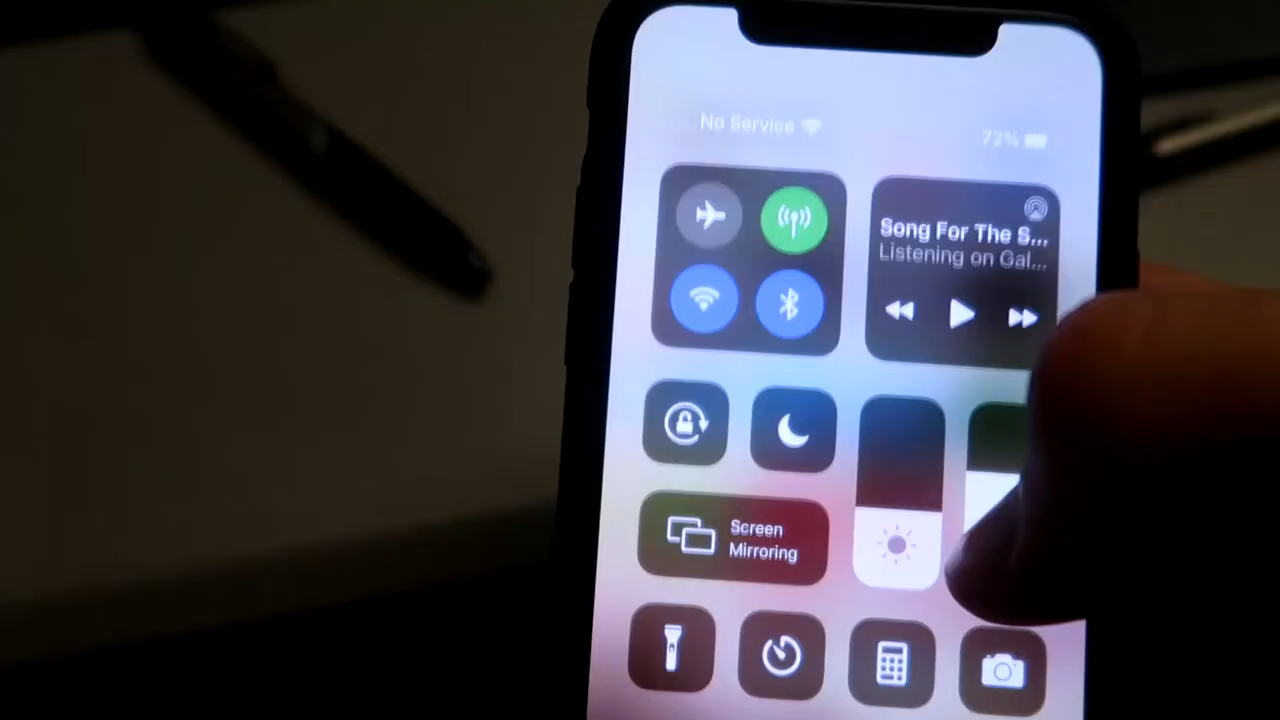 No Service
72%
Song For The S...
Listening on Gal...
Screen
Mirroring